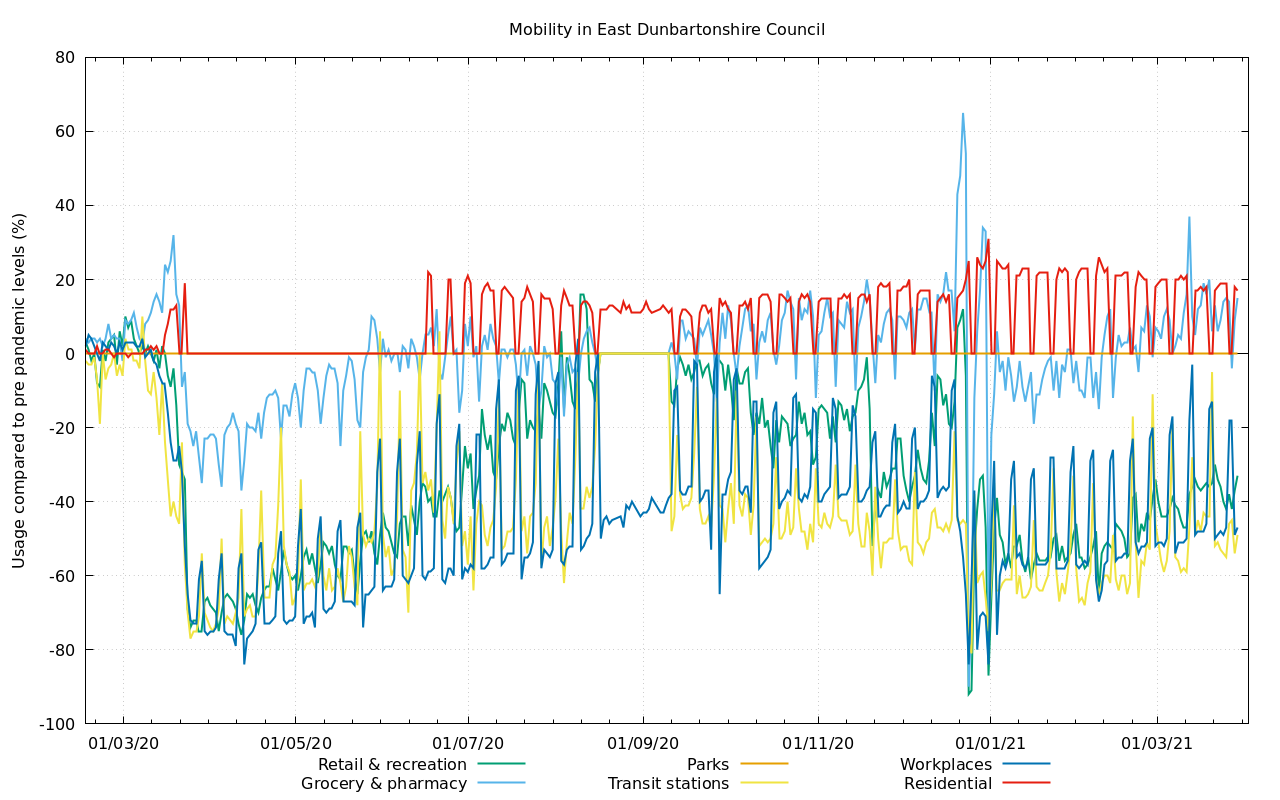 Mobility in East Dunbartonshire Council
Usage compared to pre pandemic levels (%)
80
60
40
20
0
-20
-40
-60
-80
-100
01/03/20 01/05/20 01/07/20 01/09/20 01/11/20 01/01/21 01/03/21
Retail & recreation Parks Workplaces
Grocery & pharmacy Transit stations Residential